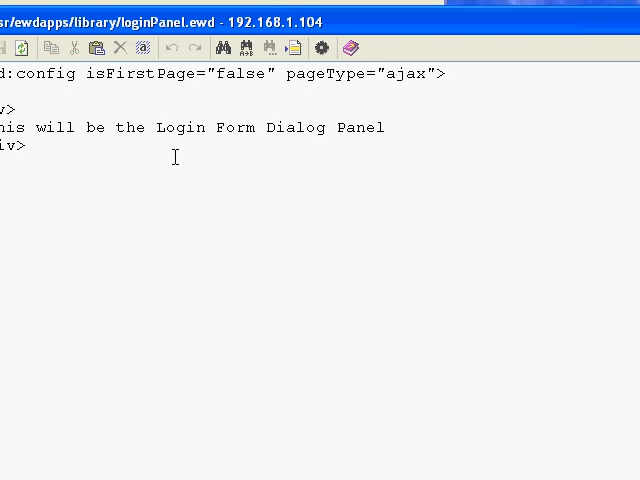 sr/ewdapps/library/loginPanel.ewd - 192.168.1.104
d:config isFirstPage="false" pageType="ajax">
v>
his will be the Login Form Dialog Panel
iv>